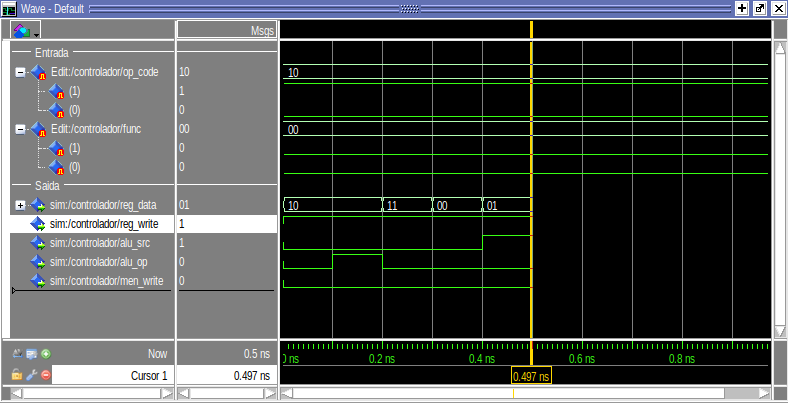 Wave - Default
Msgs
Entrada
Edit:/controlador/op_code 10 10
(1) 1
(0) 0
Edit:/controlador/func 00 00
(1) 0
(0) 0
Saida
sim:/controlador/reg_data 01 10 11 00 01
sim:/controlador/reg_write 1
sim:/controlador/alu_src 1
sim:/controlador/alu_op 0
sim:/controlador/men_write 0
Now 0.5 ns ns 0.2 ns 0.4 ns 0.6 ns 0.8 ns
Cursor 1 0.497 ns 0.497 ns